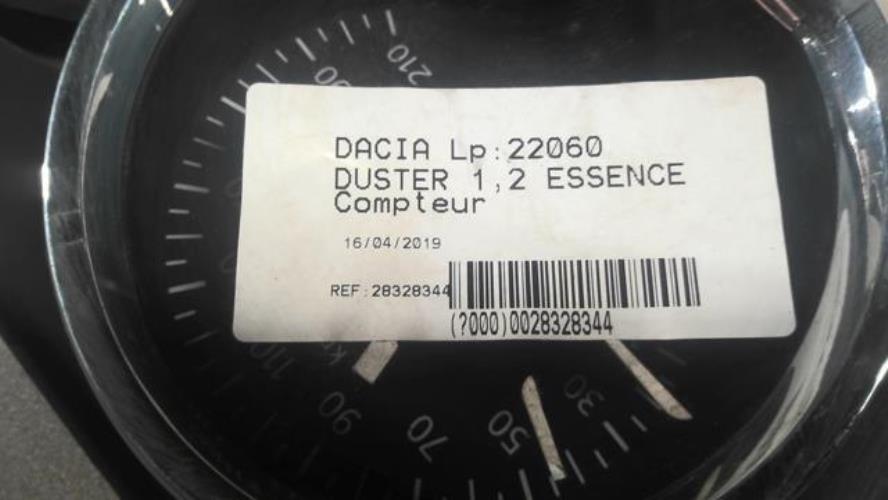 210
DACIA Lp:22060
DUSTER 1,2 ESSENCE
Compteur
16/04/2019
REF:28328344
(?000)0028328344
110
90
70
50
30